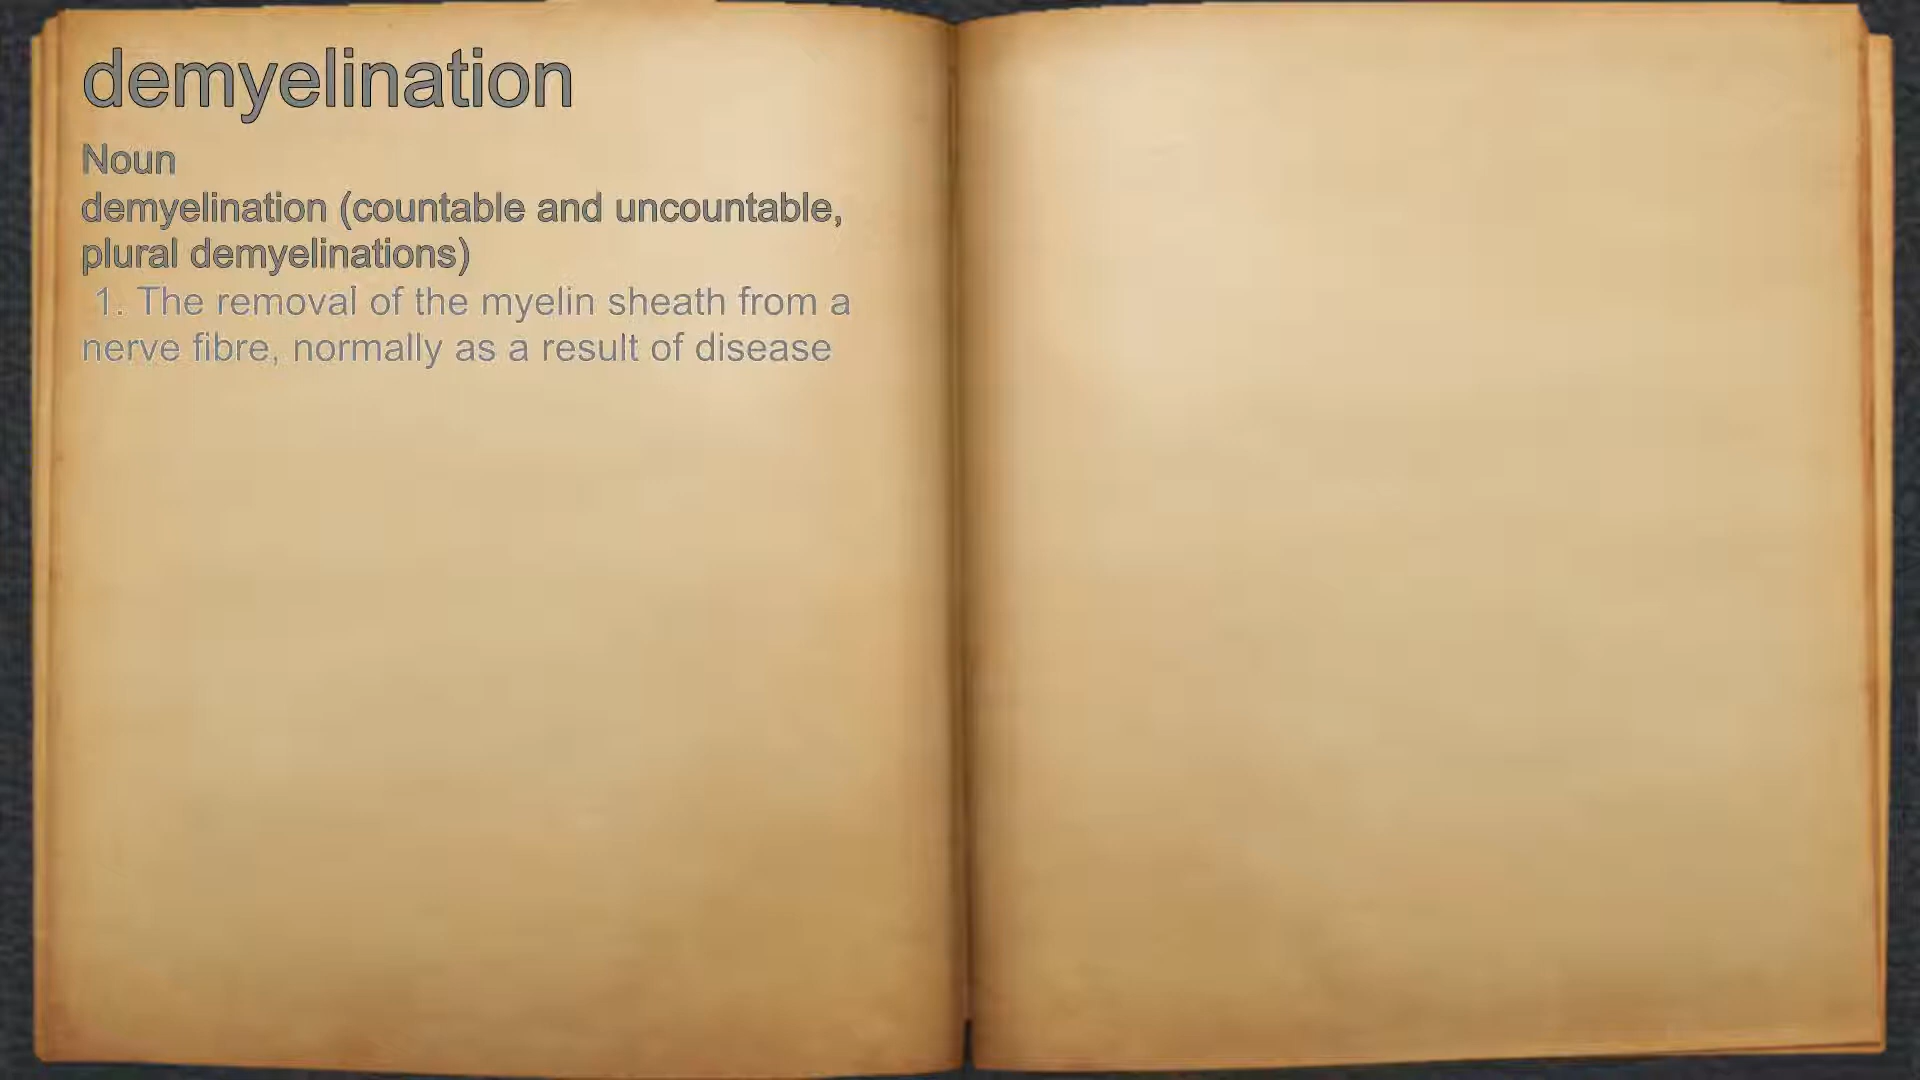 demyelination
Noun
demyelination (countable and uncountable,
plural demyelinations)
1. The removal of the myelin sheath from a
nerve fibre, normally as a result of disease